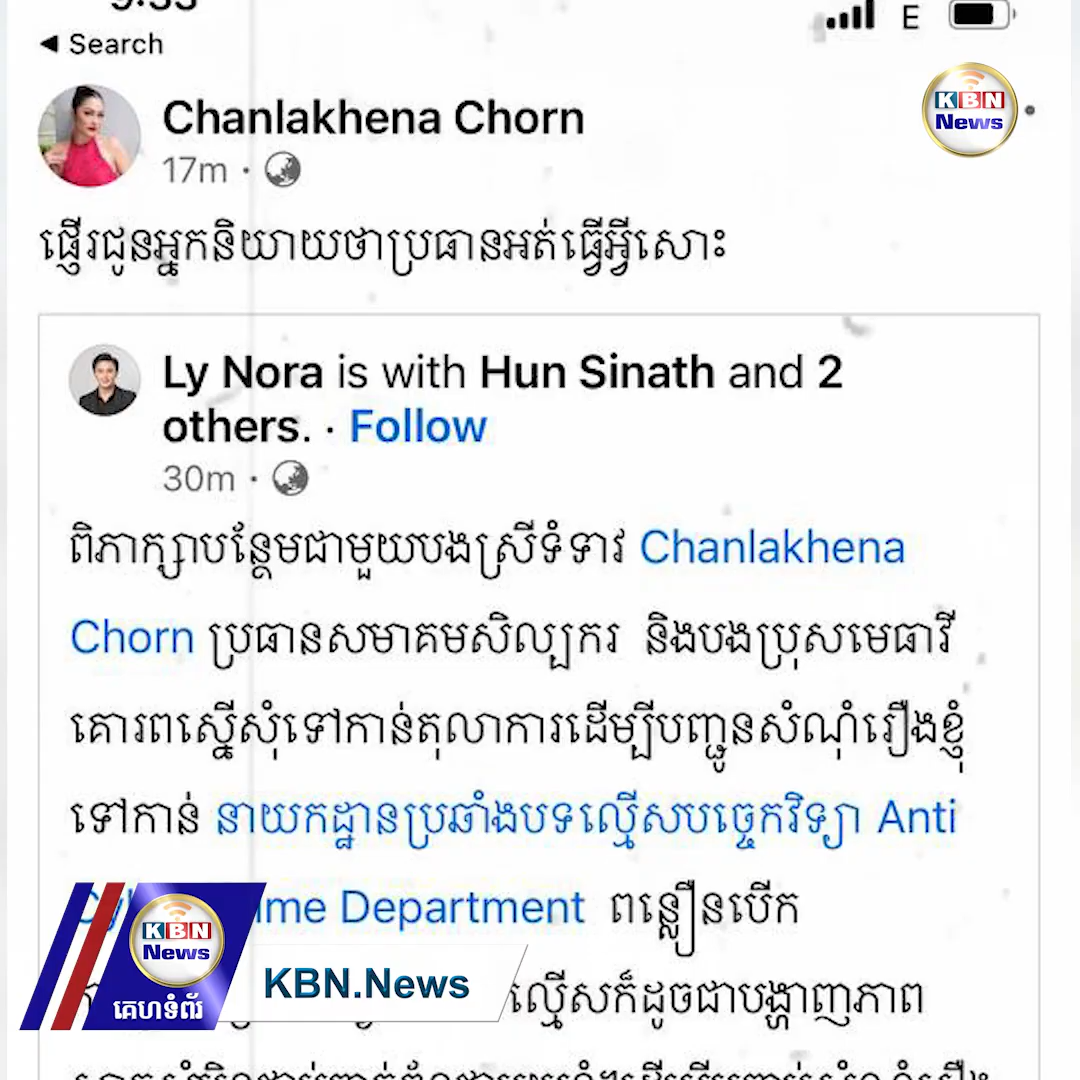 Search
E
Chanlakhena Chorn
KBN
News
17m
ផ្ញើរជូនអ្នកនិយាយថាប្រធានអត់ធ្វើអ្វីសោះ
Ly Nora is with Hun Sinath and 2
others. · Follow
30m
ពិភាក្សាបន្ថែមជាមួយបងស្រីទំទាវ Chanlakhena
Chorn ប្រធានសមាគមសិល្បករ និងបងប្រុសមេធាវី
គោរពស្នើសុំទៅកាន់តុលាការដើម្បីបញ្ជូនសំណុំរឿងខ្ញុំ
ទៅកាន់ នាយកដ្ឋានប្រឆាំងបទល្មើសបច្ចេកវិទ្យា Anti
Department ពន្លឿនបើក
KBN
News
គេហទំព័រ
KBN.News
ល្មើសក៏ដូចជាបង្ហាញភាព